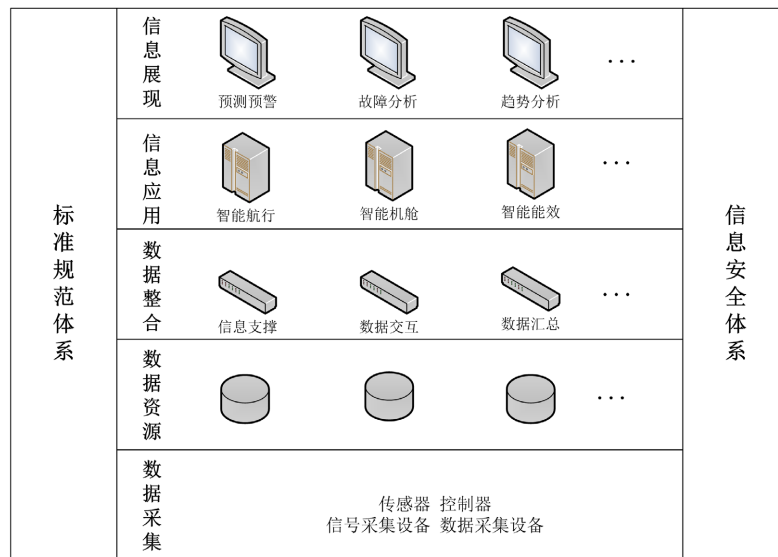 标准规范体系
信息展现
预测预警
故障分析
趋势分析
···
信息应用
智能航行
智能机舱
智能能效
···
数据整合
信息支撑
数据交互
数据汇总
···
数据资源
···
数据采集
传感器 控制器
信号采集设备 数据采集设备
信息安全体系